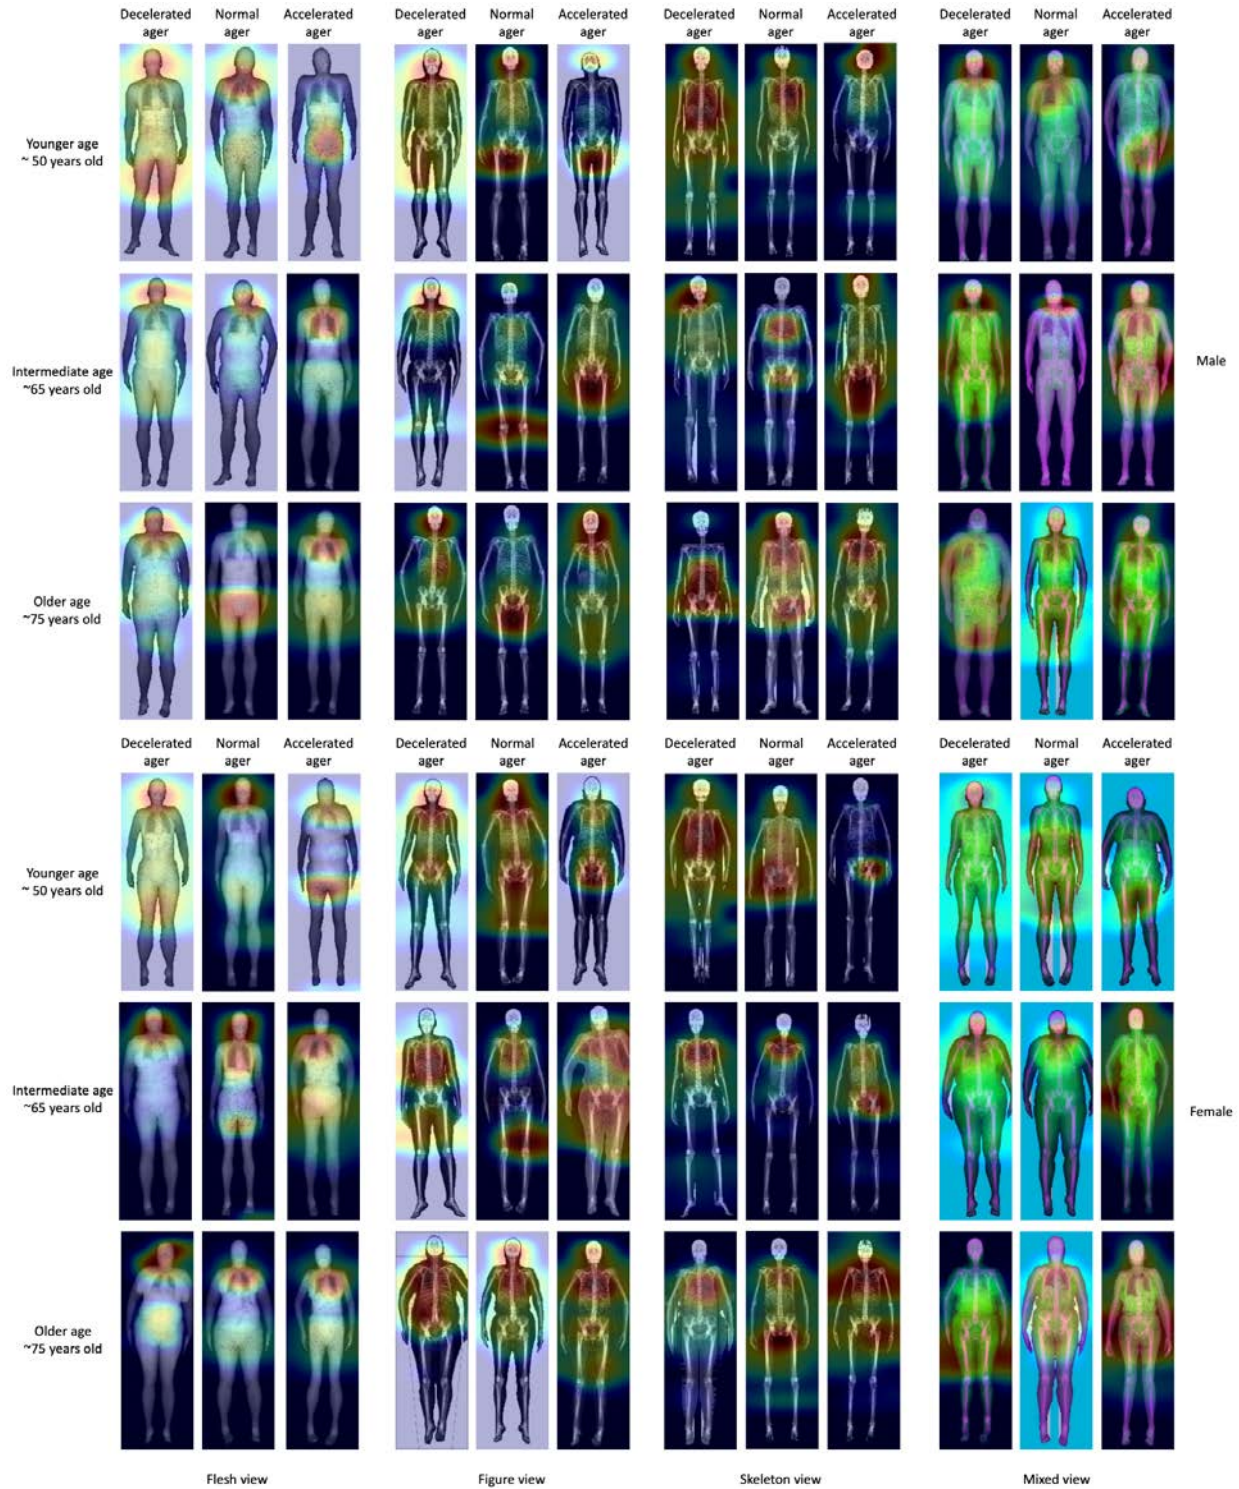 Decelerated Normal Accelerated Decelerated Normal Accelerated Decelerated Normal Accelerated Decelerated Normal Accelerated
ager ager ager ager ager ager ager ager ager ager ager ager
Younger age
~ 50 years old
Intermediate age
~65 years old
Male
Older age
~75 years old
Decelerated Normal Accelerated Decelerated Normal Accelerated Decelerated Normal Accelerated Decelerated Normal Accelerated
ager ager ager ager ager ager ager ager ager ager ager ager
Younger age
~ 50 years old
Intermediate age
~65 years old
Female
Older age
~75 years old
Flesh view Figure view Skeleton view Mixed view